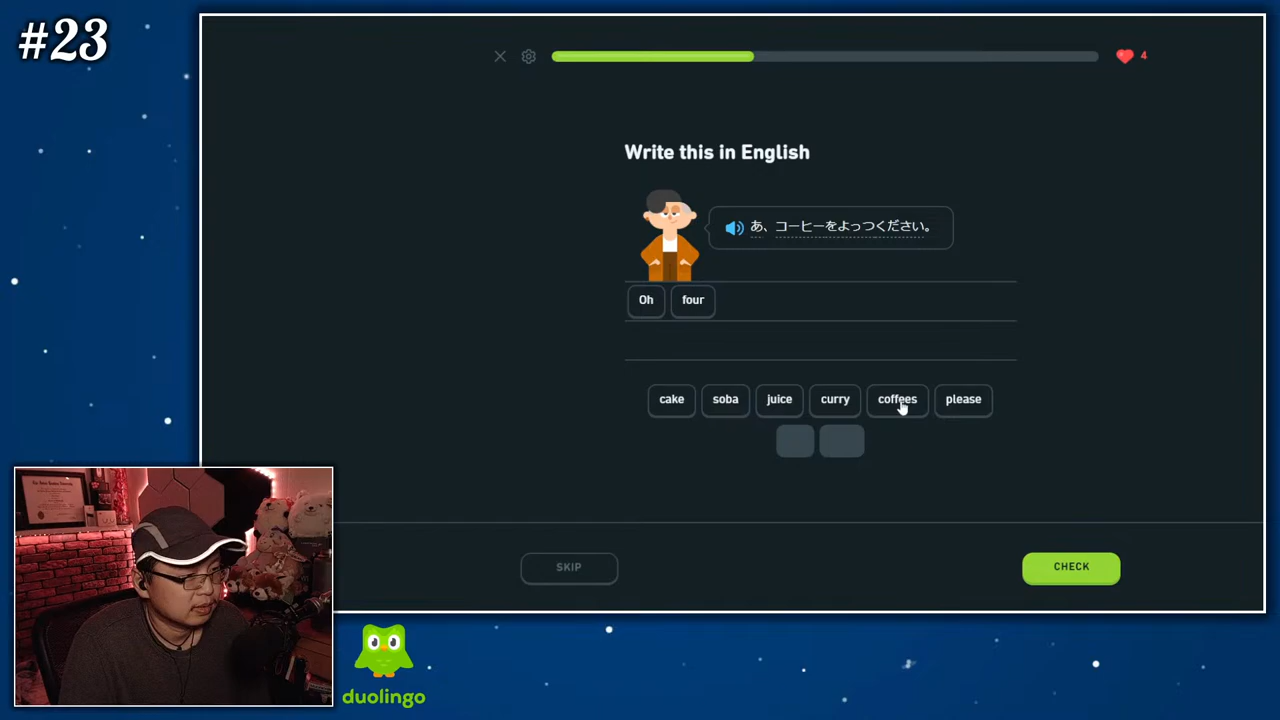 #23
4
Write this in English
あ、コーヒーをよっつください。
Oh four
cake soba juice curry coffees please
SKIP
CHECK
duolingo